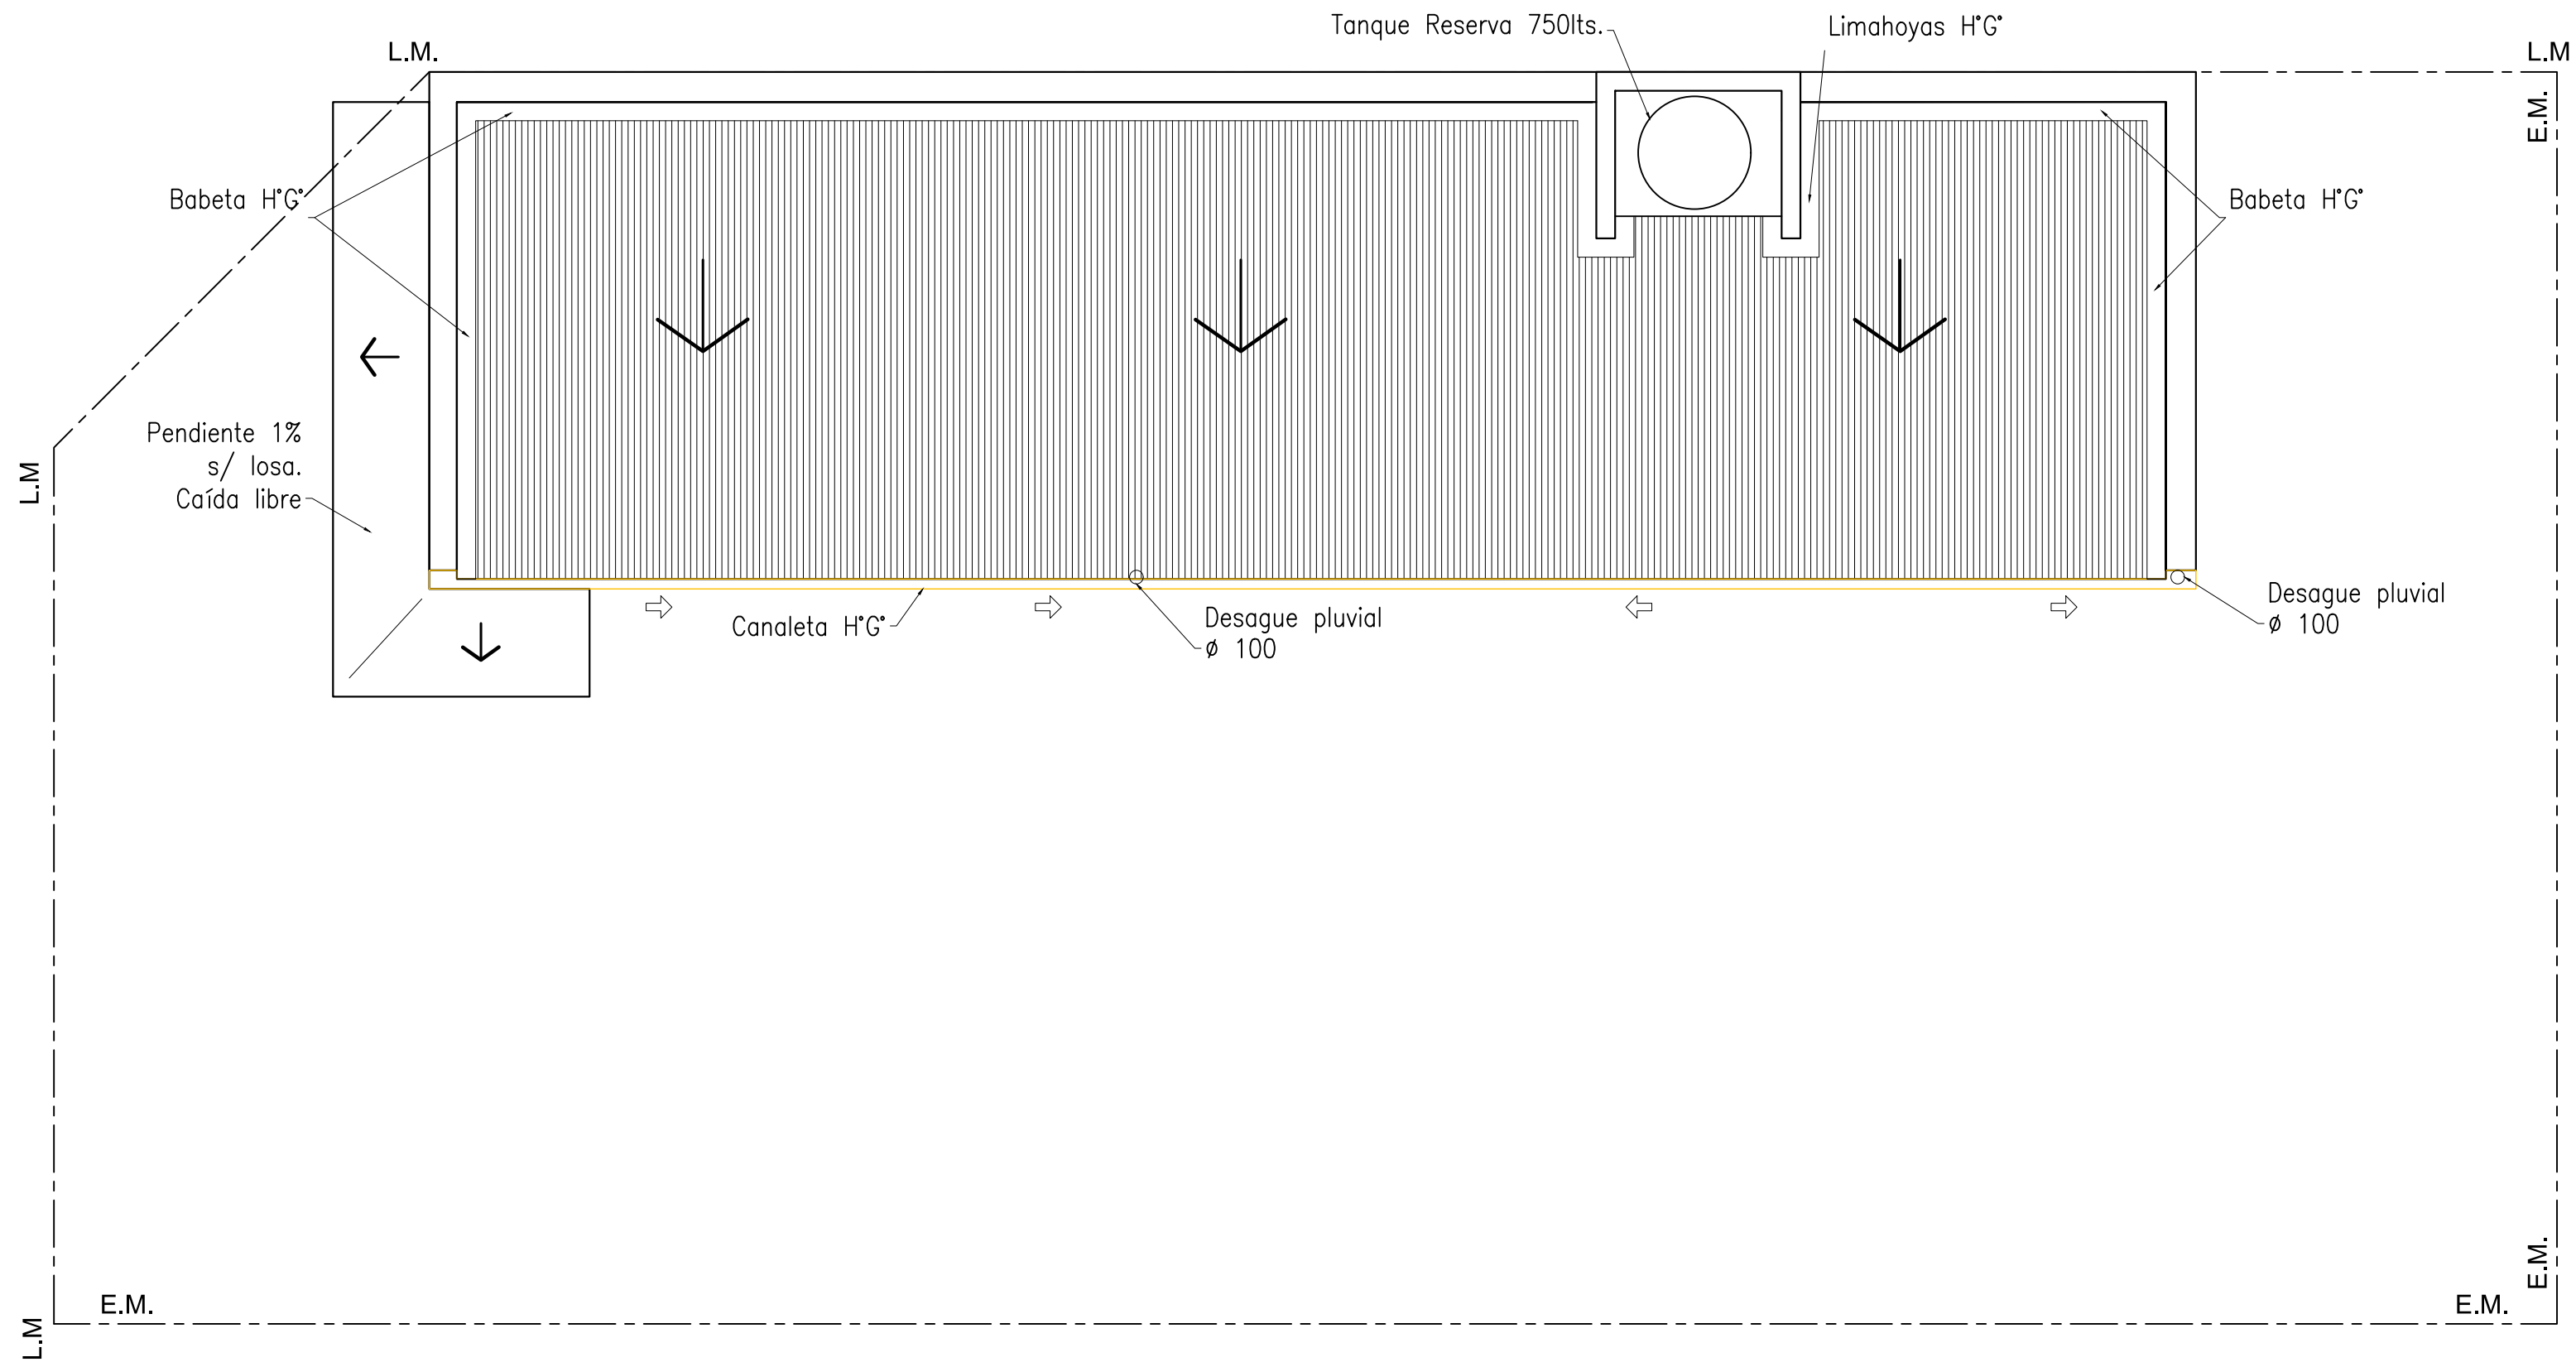 Tanque Reserva 750lts.
Limahoyas H°G°
L.M.
L.M
E.M.
Babeta H°G°
Babeta H°G°
Pendiente 1%
s/ losa.
Caída libre
L.M
Canaleta H°G°
Desague pluvial
ø 100
Desague pluvial
ø 100
E.M.
E.M.
E.M.
L.M